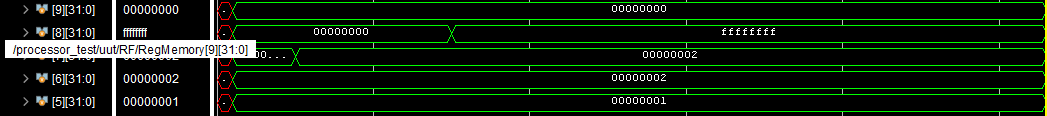 [9][31:0] 00000000 00000000
[8][31:0] ffffffff 00000000 ffffffff
/processor_test/uut/RF/RegMemory[9][31:0] 00... 00000002
[6][31:0] 00000002 00000002
[5][31:0] 00000001 00000001